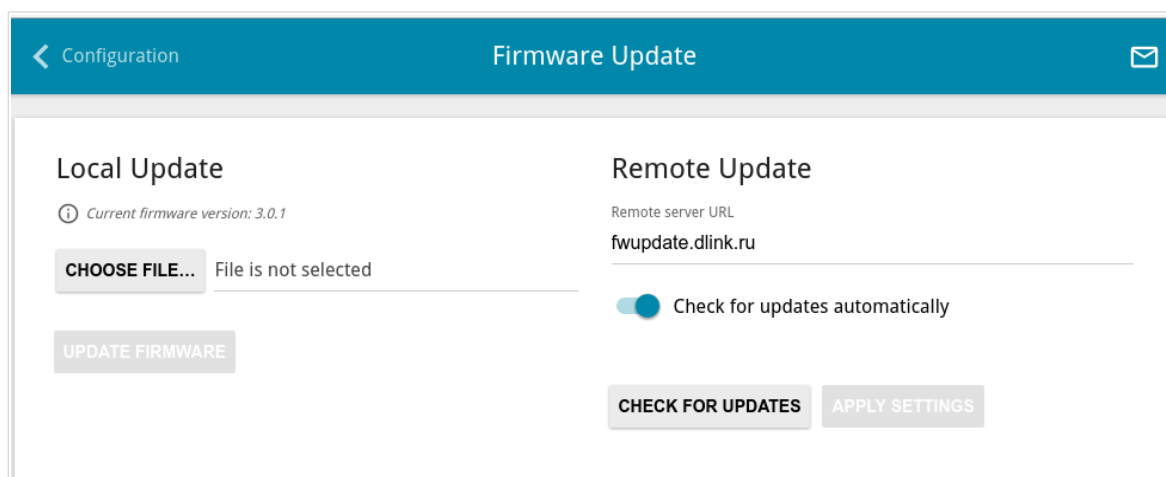 Configuration
Firmware Update
Local Update
Current firmware version: 3.0.1
CHOOSE FILE... File is not selected
UPDATE FIRMWARE
Remote Update
Remote server URL
fwupdate.dlink.ru
Check for updates automatically
CHECK FOR UPDATES
APPLY SETTINGS